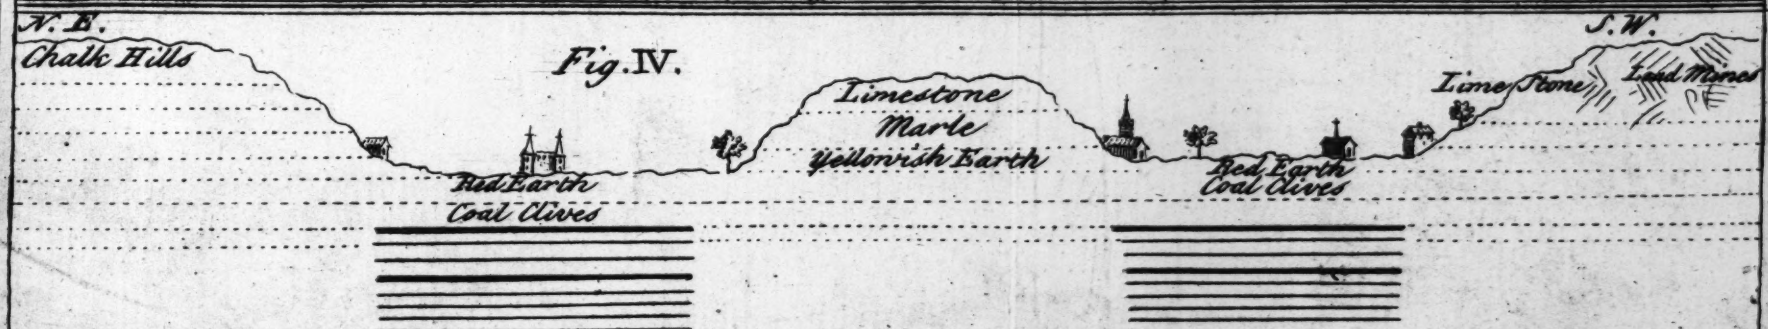 N. E.
S. W.
Chalk Hills
Fig. IV.
Limestone
Marle
Yellowish Earth
Lime Stone
Lead Mines
Red Earth
Coal Clives
Red Earth
Coal Clives